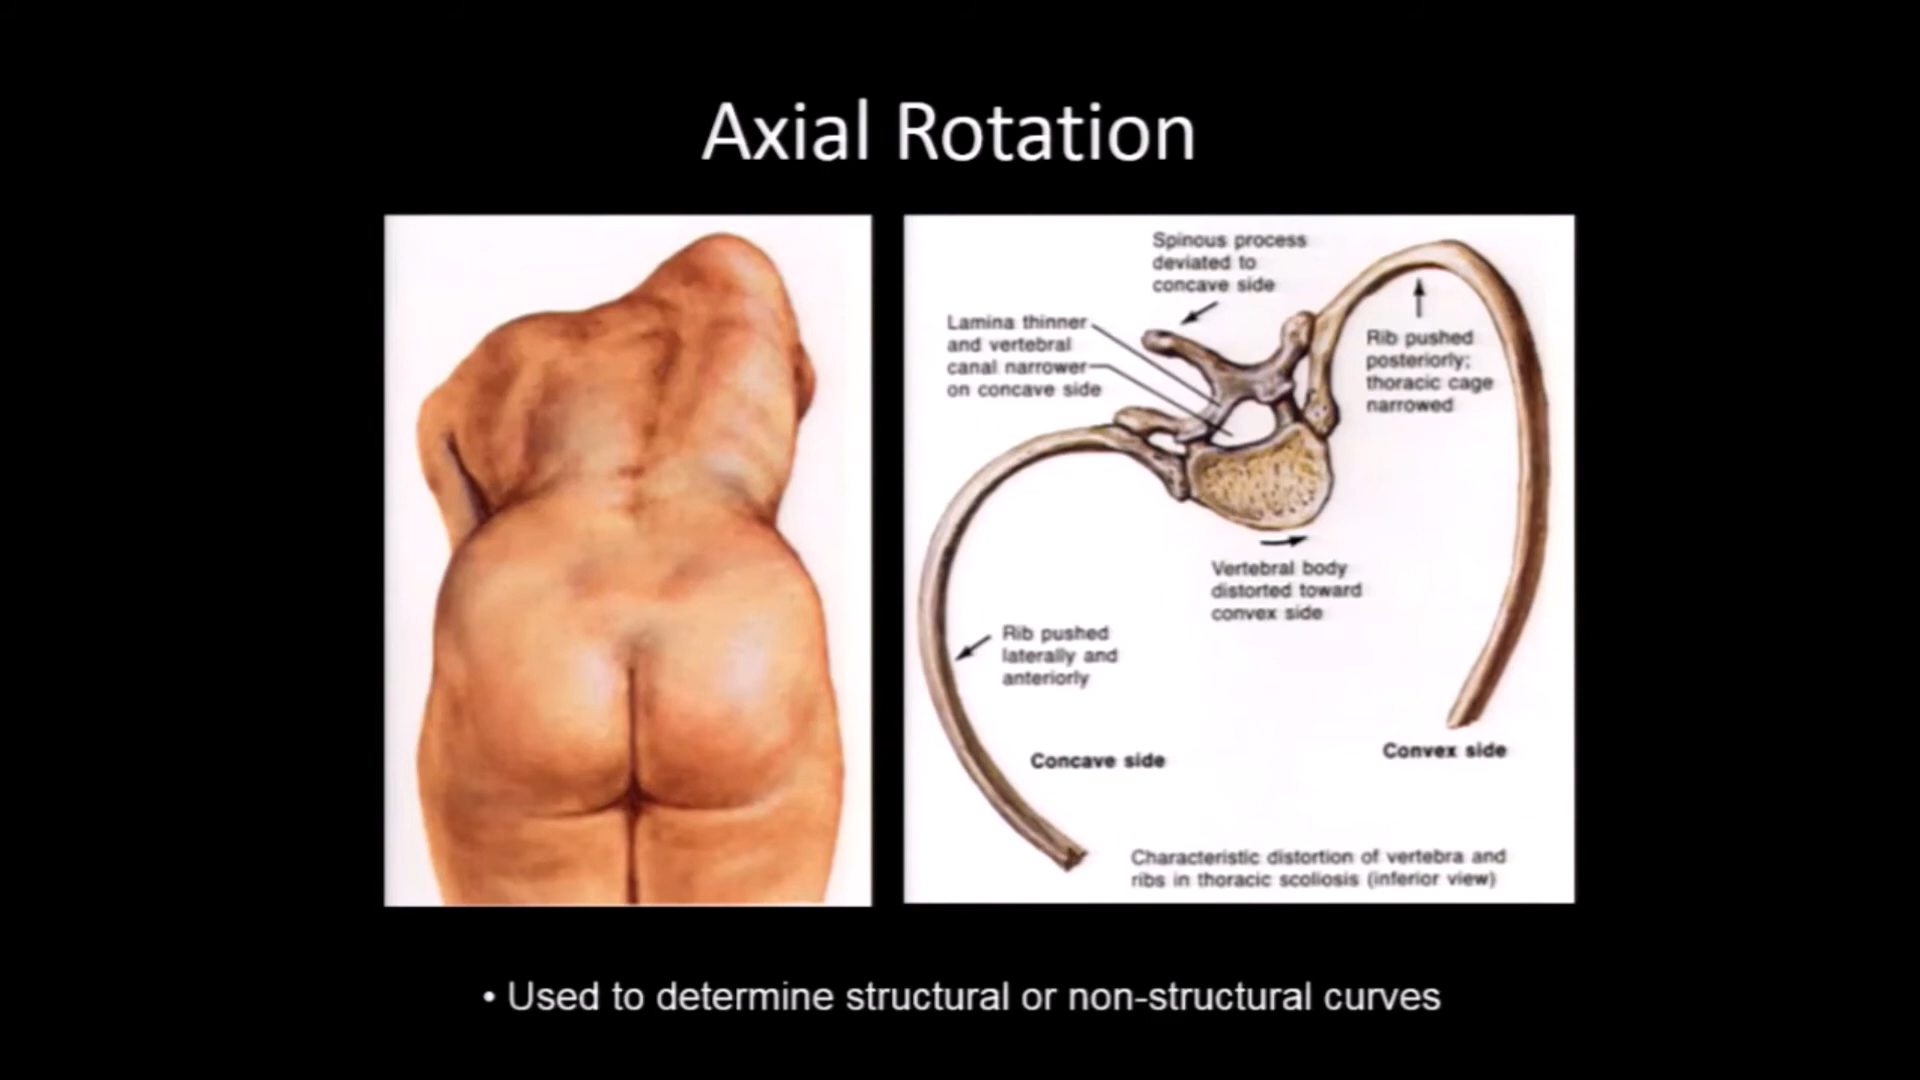 Axial Rotation
Spinous process
deviated to
concave side
Lamina thinner
and vertebral
canal narrower
on concave side
Rib pushed
posteriorly;
thoracic cage
narrowed
Vertebral body
distorted toward
convex side
Rib pushed
laterally and
anteriorly
Concave side
Convex side
Characteristic distortion of vertebra and
ribs in thoracic scoliosis (inferior view)
• Used to determine structural or non-structural curves